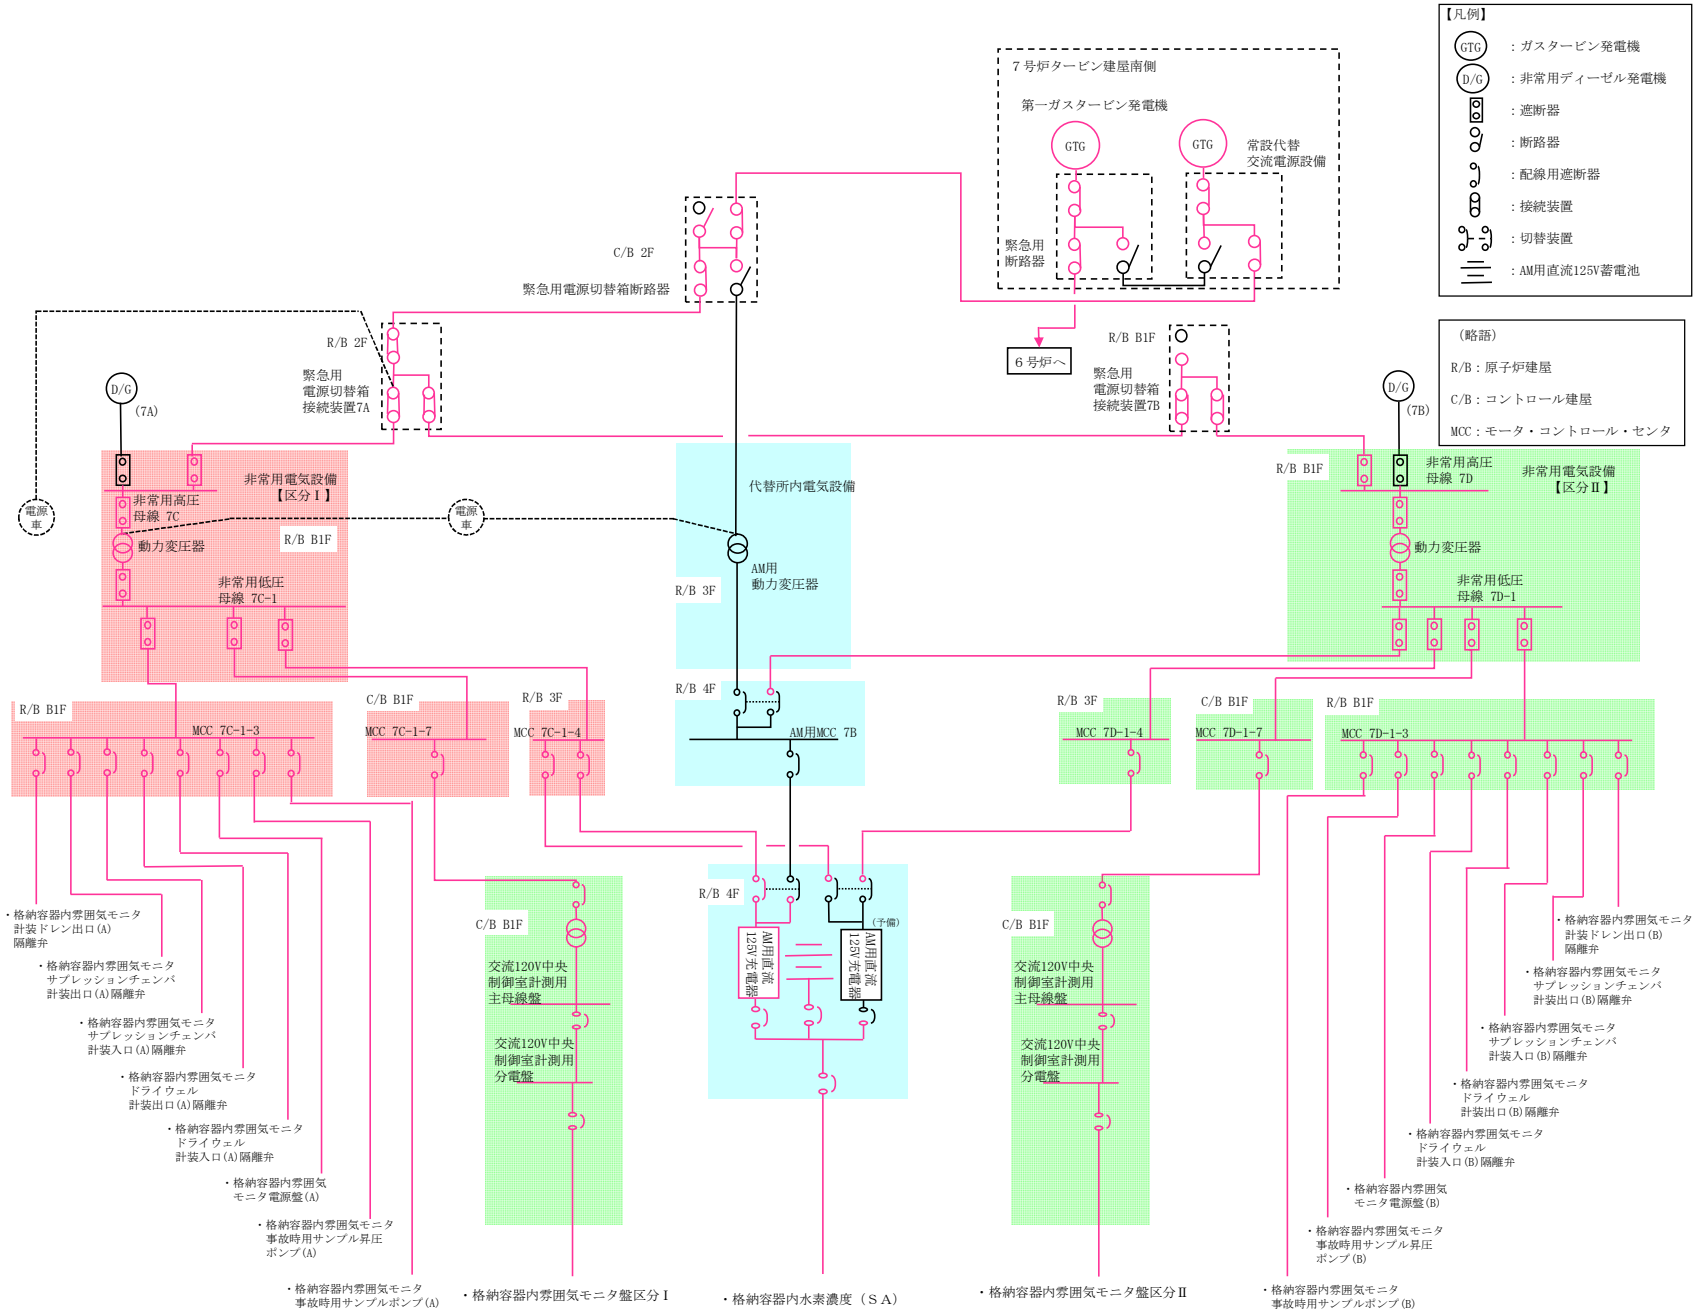 【凡例】
GTG
：ガスタービン発電機
D/G
：非常用ディーゼル発電機
：遮断器
：断路器
：配線用遮断器
：接続装置
：切替装置
：AM用直流125V蓄電池
（略語）
R/B：原子炉建屋
C/B：コントロール建屋
MCC：モータ・コントロール・センタ
７号炉タービン建屋南側
第一ガスタービン発電機
GTG
GTG
常設代替
交流電源設備
緊急用
断路器
６号炉へ
C/B 2F
緊急用電源切替箱断路器
R/B 2F
緊急用
電源切替箱
接続装置7A
R/B B1F
緊急用
電源切替箱
接続装置7B
D/G
(7A)
D/G
(7B)
電源
車
電源
車
非常用電気設備
【区分Ⅰ】
非常用高圧
母線 7C
動力変圧器
R/B B1F
非常用低圧
母線 7C-1
代替所内電気設備
AM用
動力変圧器
R/B 3F
R/B 4F
AM用MCC 7B
R/B B1F
非常用高圧
母線 7D
非常用電気設備
【区分Ⅱ】
動力変圧器
非常用低圧
母線 7D-1
R/B B1F
MCC 7C-1-3
C/B B1F
MCC 7C-1-7
R/B 3F
MCC 7C-1-4
R/B 3F
MCC 7D-1-4
C/B B1F
MCC 7D-1-7
R/B B1F
MCC 7D-1-3
C/B B1F
交流120V中央
制御室計測用
主母線盤
交流120V中央
制御室計測用
分電盤
R/B 4F
(予備)
AM用直流
125V充電器
AM用直流
125V充電器
C/B B1F
交流120V中央
制御室計測用
主母線盤
交流120V中央
制御室計測用
分電盤
・格納容器内雰囲気モニタ
計装ドレン出口(A)
隔離弁
・格納容器内雰囲気モニタ
サプレッションチェンバ
計装出口(A)隔離弁
・格納容器内雰囲気モニタ
サプレッションチェンバ
計装入口(A)隔離弁
・格納容器内雰囲気モニタ
ドライウェル
計装出口(A)隔離弁
・格納容器内雰囲気モニタ
ドライウェル
計装入口(A)隔離弁
・格納容器内雰囲気
モニタ電源盤(A)
・格納容器内雰囲気モニタ
事故時用サンプル昇圧
ポンプ(A)
・格納容器内雰囲気モニタ
事故時用サンプルポンプ(A)
・格納容器内雰囲気モニタ盤区分Ⅰ
・格納容器内水素濃度（ＳＡ）
・格納容器内雰囲気モニタ盤区分Ⅱ
・格納容器内雰囲気モニタ
計装ドレン出口(B)
隔離弁
・格納容器内雰囲気モニタ
サプレッションチェンバ
計装出口(B)隔離弁
・格納容器内雰囲気モニタ
サプレッションチェンバ
計装入口(B)隔離弁
・格納容器内雰囲気モニタ
ドライウェル
計装出口(B)隔離弁
・格納容器内雰囲気モニタ
ドライウェル
計装入口(B)隔離弁
・格納容器内雰囲気
モニタ電源盤(B)
・格納容器内雰囲気モニタ
事故時用サンプル昇圧
ポンプ(B)
・格納容器内雰囲気モニタ
事故時用サンプルポンプ(B)